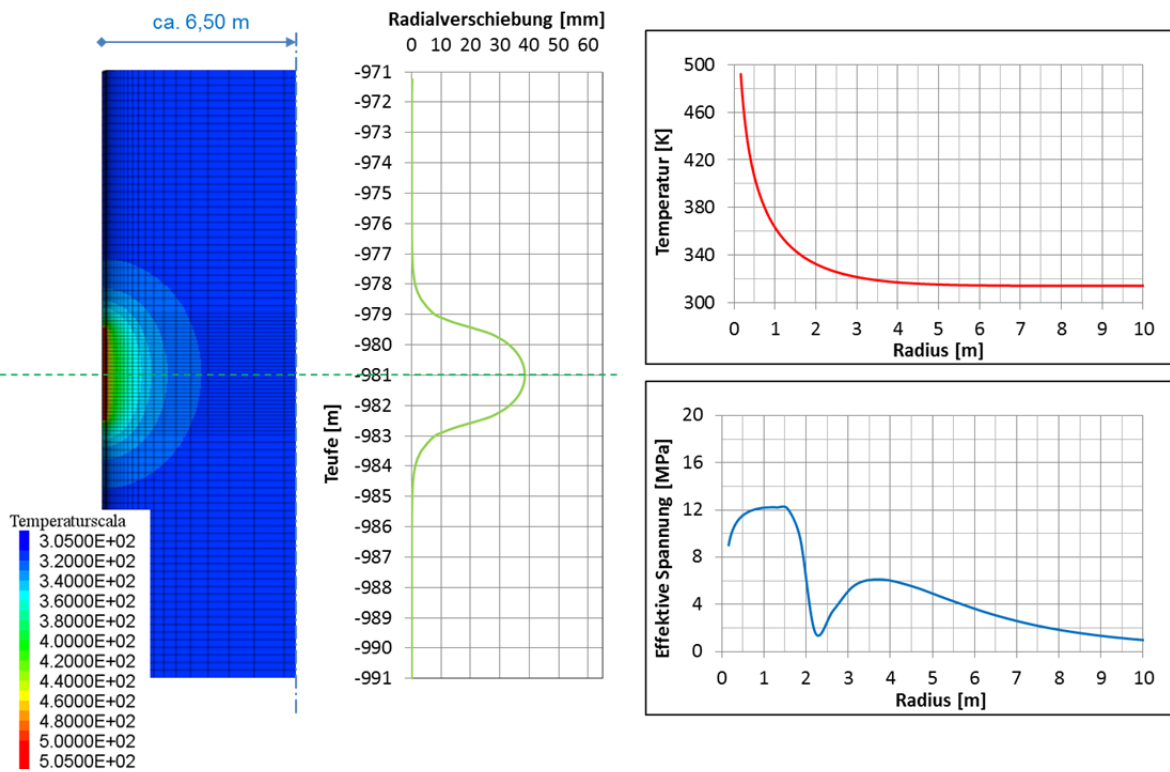 ca. 6,50 m
Temperaturscala
3.0500E+02
3.2000E+02
3.4000E+02
3.6000E+02
3.8000E+02
4.0000E+02
4.2000E+02
4.4000E+02
4.6000E+02
4.8000E+02
5.0000E+02
5.0500E+02
Radialverschiebung [mm]
0 10 20 30 40 50 60
Teufe [m]
-971
-972
-973
-974
-975
-976
-977
-978
-979
-980
-981
-982
-983
-984
-985
-986
-987
-988
-989
-990
-991
Temperatur [K]
500
460
420
380
340
300
0 1 2 3 4 5 6 7 8 9 10
Radius [m]
Effektive Spannung [MPa]
20
16
12
8
4
0
0 1 2 3 4 5 6 7 8 9 10
Radius [m]